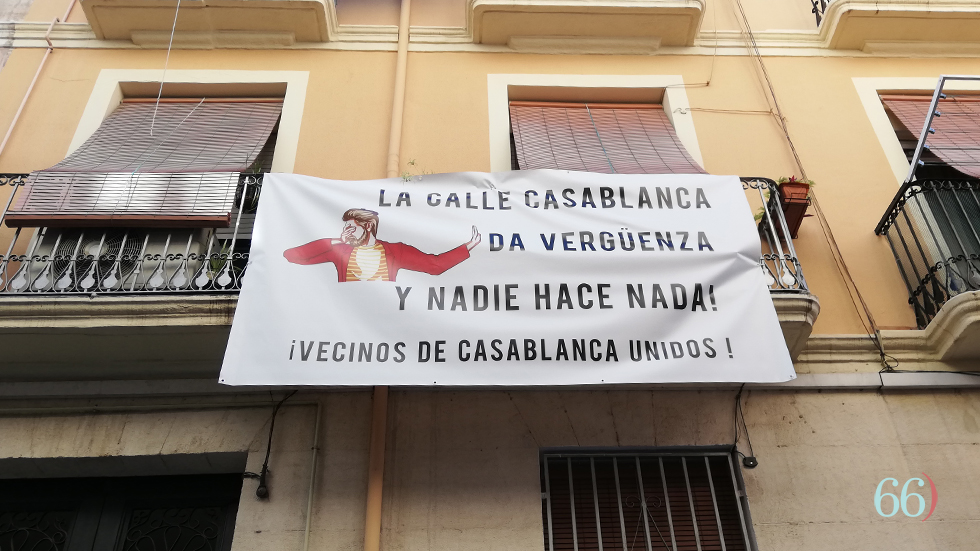 LA CALLE CASABLANCA
DA VERGÜENZA
Y NADIE HACE NADA!
¡VECINOS DE CASABLANCA UNIDOS !
66)